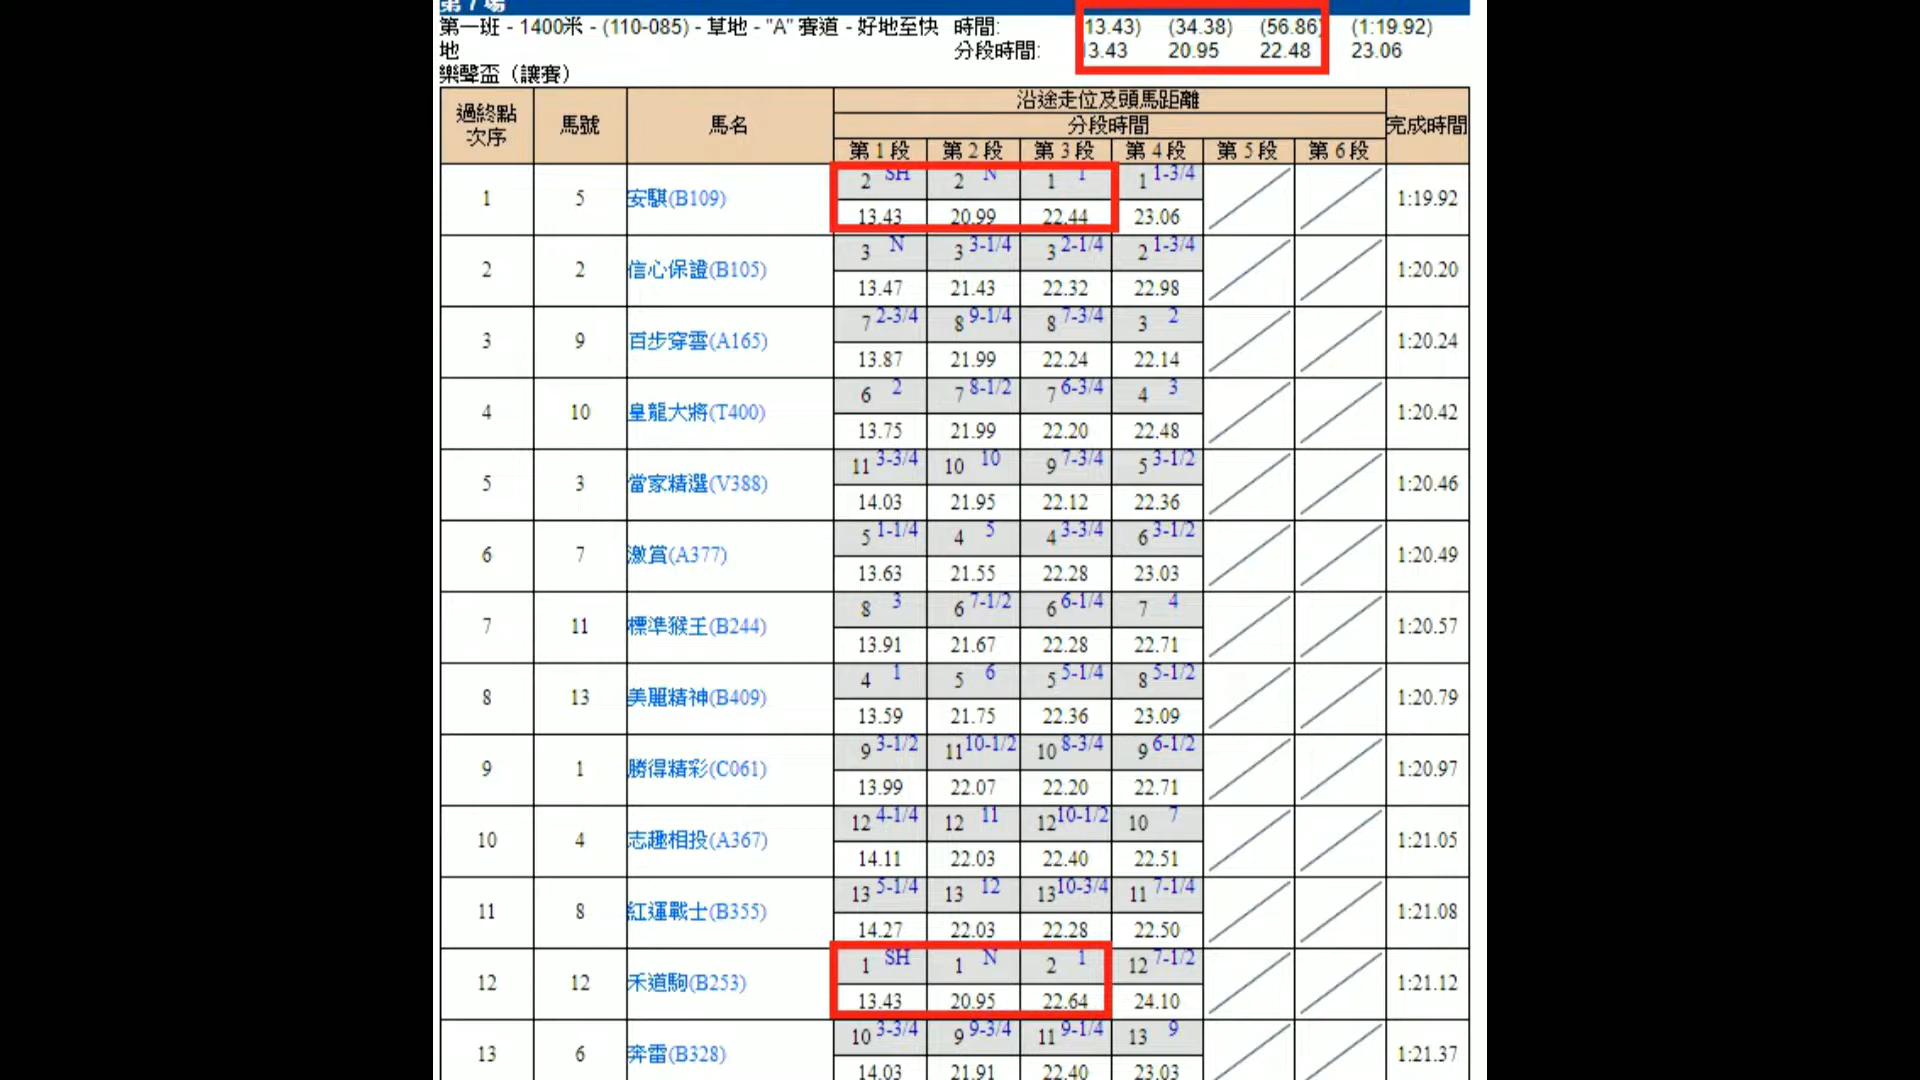 第 7 場
第一班 - 1400米 - (110-085) - 草地 - "A" 賽道 - 好地至快 時間: 13.43) (34.38) (56.86) (1:19.92)
地 分段時間: 3.43 20.95 22.48 23.06
樂聲盃（讓賽）
過終點次序 馬號 馬名 沿途走位及頭馬距離 完成時間
分段時間
第 1 段 第 2 段 第 3 段 第 4 段 第 5 段 第 6 段
1 5 安騏(B109) 2 SH 2 N 1 1 1 1-3/4 1:19.92
13.43 20.99 22.44 23.06
2 2 信心保證(B105) 3 N 3 3-1/4 3 2-1/4 2 1-3/4 1:20.20
13.47 21.43 22.32 22.98
3 9 百步穿雲(A165) 7 2-3/4 8 9-1/4 8 7-3/4 3 2 1:20.24
13.87 21.99 22.24 22.14
4 10 皇龍大將(T400) 6 2 7 8-1/2 7 6-3/4 4 3 1:20.42
13.75 21.99 22.20 22.48
5 3 當家精選(V388) 11 3-3/4 10 10 9 7-3/4 5 3-1/2 1:20.46
14.03 21.95 22.12 22.36
6 7 激賞(A377) 5 1-1/4 4 5 4 3-3/4 6 3-1/2 1:20.49
13.63 21.55 22.28 23.03
7 11 標準猴王(B244) 8 3 6 7-1/2 6 6-1/4 7 4 1:20.57
13.91 21.67 22.28 22.71
8 13 美麗精神(B409) 4 1 5 6 5 5-1/4 8 5-1/2 1:20.79
13.59 21.75 22.36 23.09
9 1 勝得精彩(C061) 9 3-1/2 11 10-1/2 10 8-3/4 9 6-1/2 1:20.97
13.99 22.07 22.20 22.71
10 4 志趣相投(A367) 12 4-1/4 12 11 12 10-1/2 10 7 1:21.05
14.11 22.03 22.40 22.51
11 8 紅運戰士(B355) 13 5-1/4 13 12 13 10-3/4 11 7-1/4 1:21.08
14.27 22.03 22.28 22.50
12 12 禾道駒(B253) 1 SH 1 N 2 1 12 7-1/2 1:21.12
13.43 20.95 22.64 24.10
13 6 奔雷(B328) 10 3-3/4 9 9-3/4 11 9-1/4 13 9 1:21.37
14.03 21.91 22.40 23.03